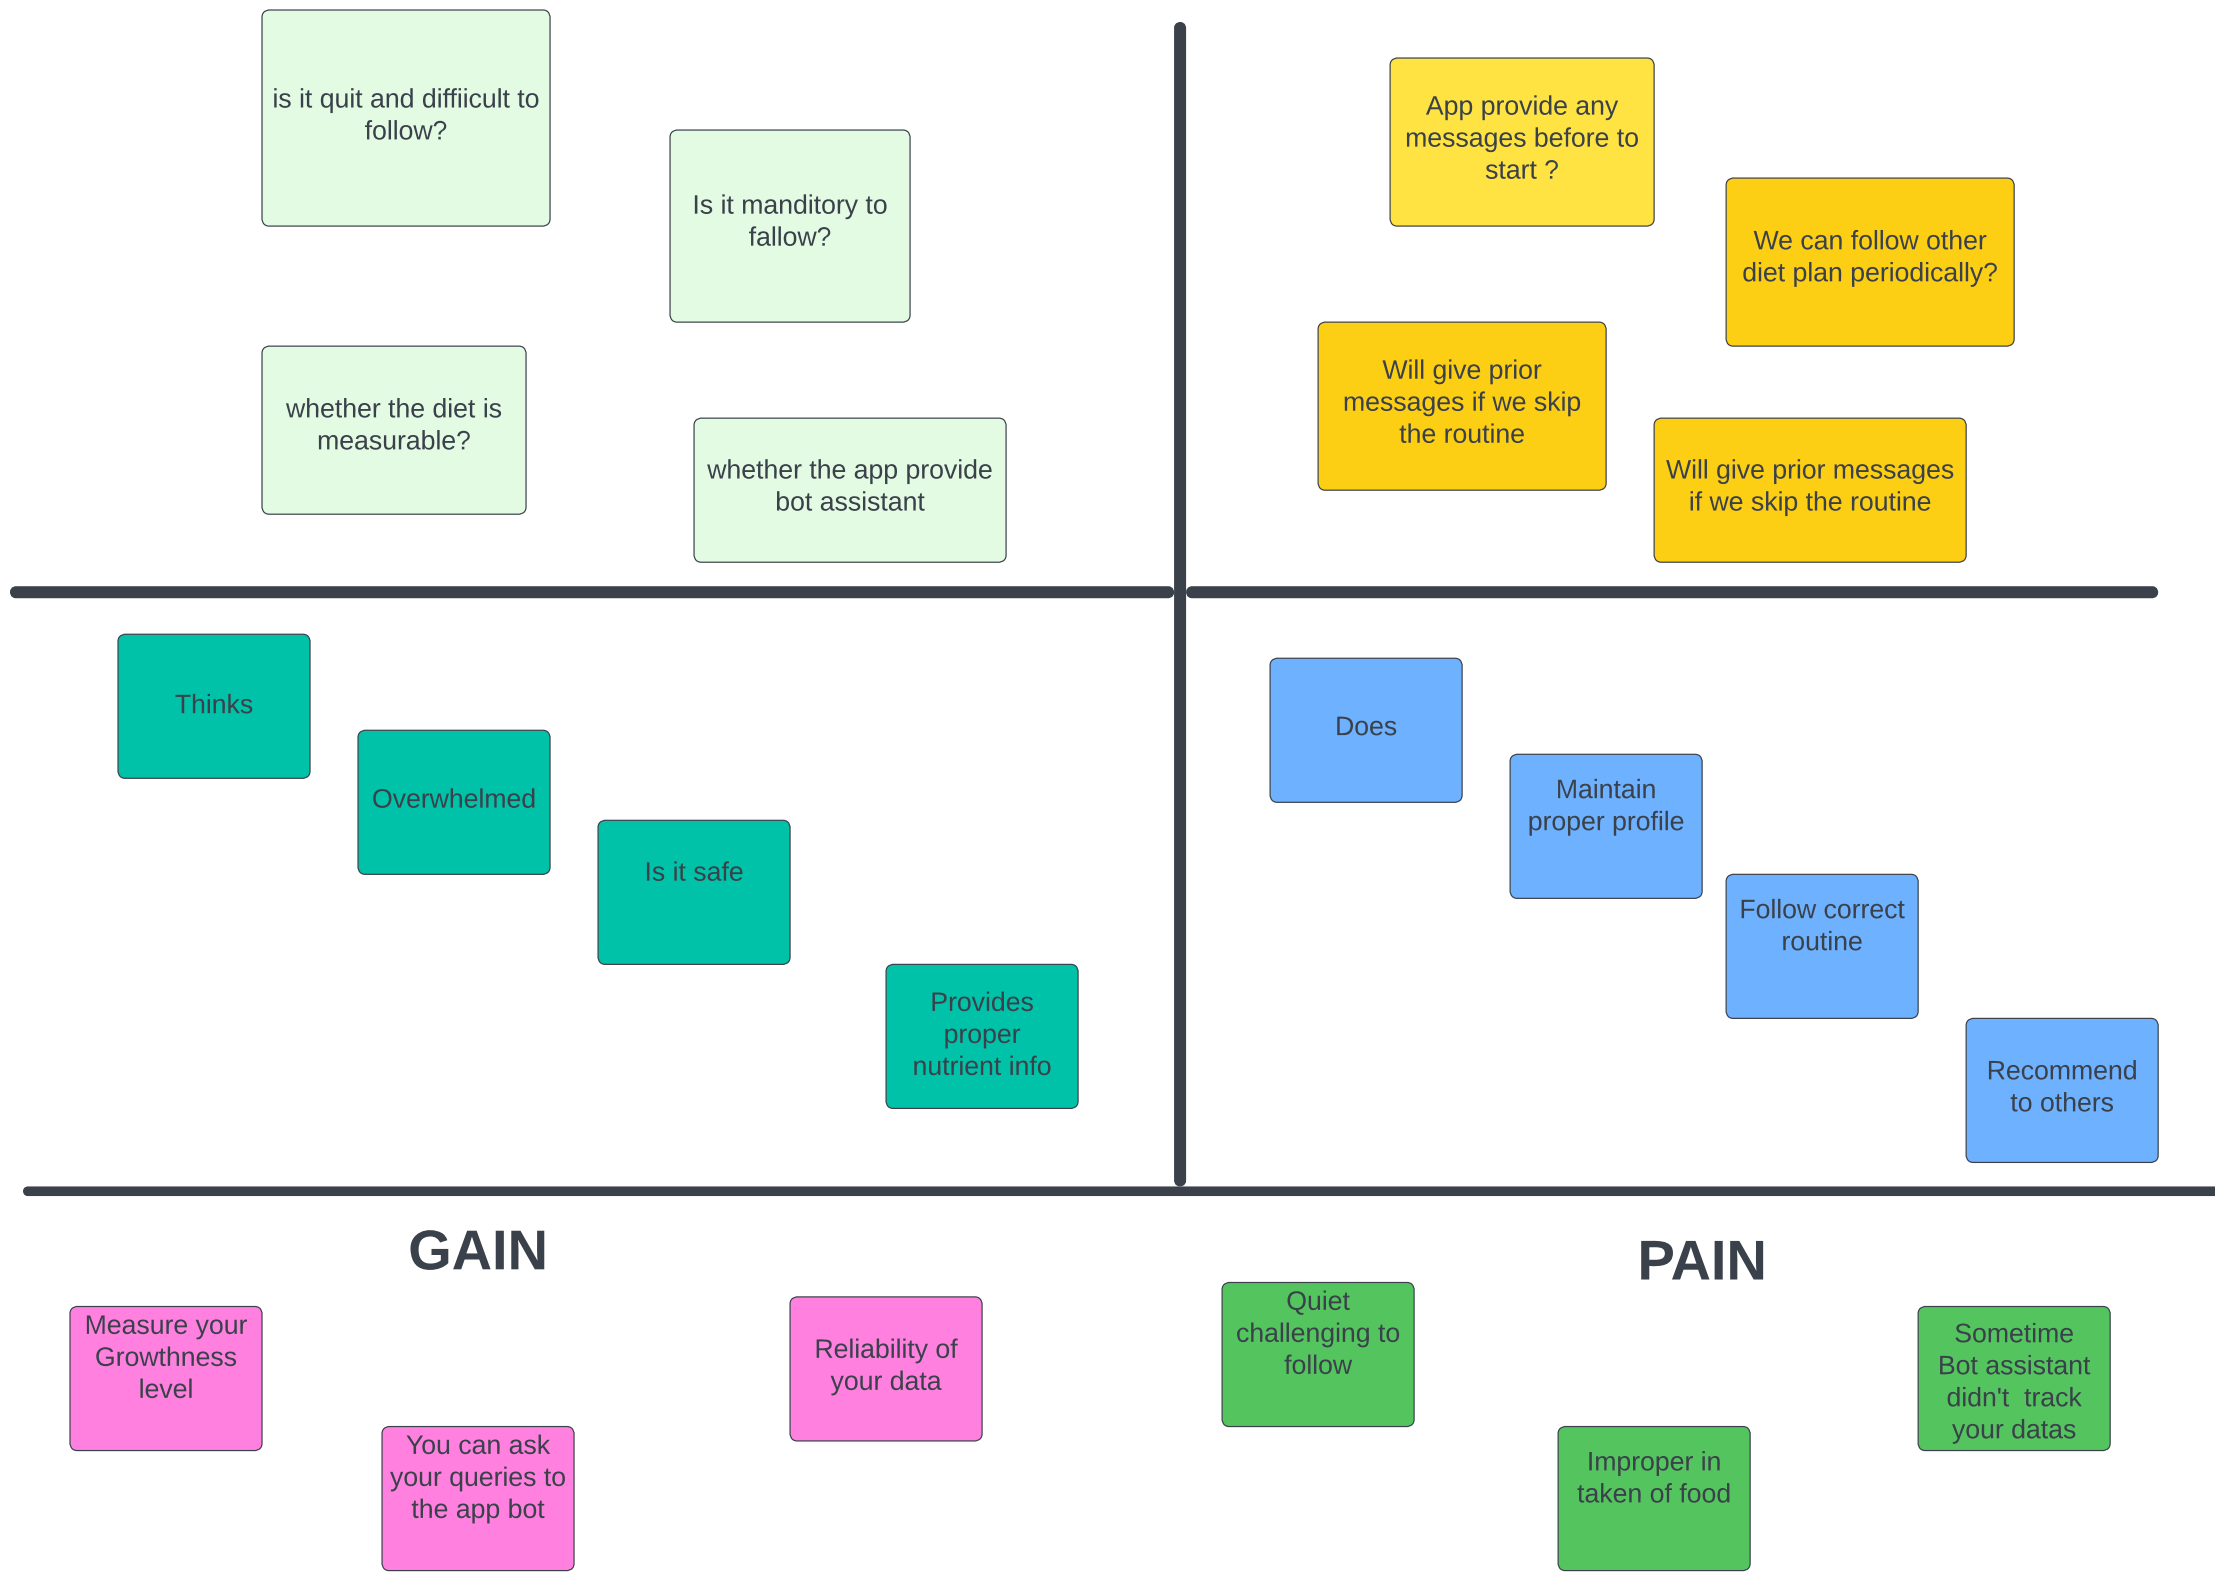 is it quit and diffiicult to
follow?
Is it manditory to
fallow?
whether the diet is
measurable?
whether the app provide
bot assistant
App provide any
messages before to
start ?
We can follow other
diet plan periodically?
Will give prior
messages if we skip
the routine
Will give prior messages
if we skip the routine
Thinks
Overwhelmed
Is it safe
Provides
proper
nutrient info
Does
Maintain
proper profile
Follow correct
routine
Recommend
to others
GAIN
Measure your
Growthness
level
You can ask
your queries to
the app bot
Reliability of
your data
PAIN
Quiet
challenging to
follow
Improper in
taken of food
Sometime
Bot assistant
didn't  track
your datas